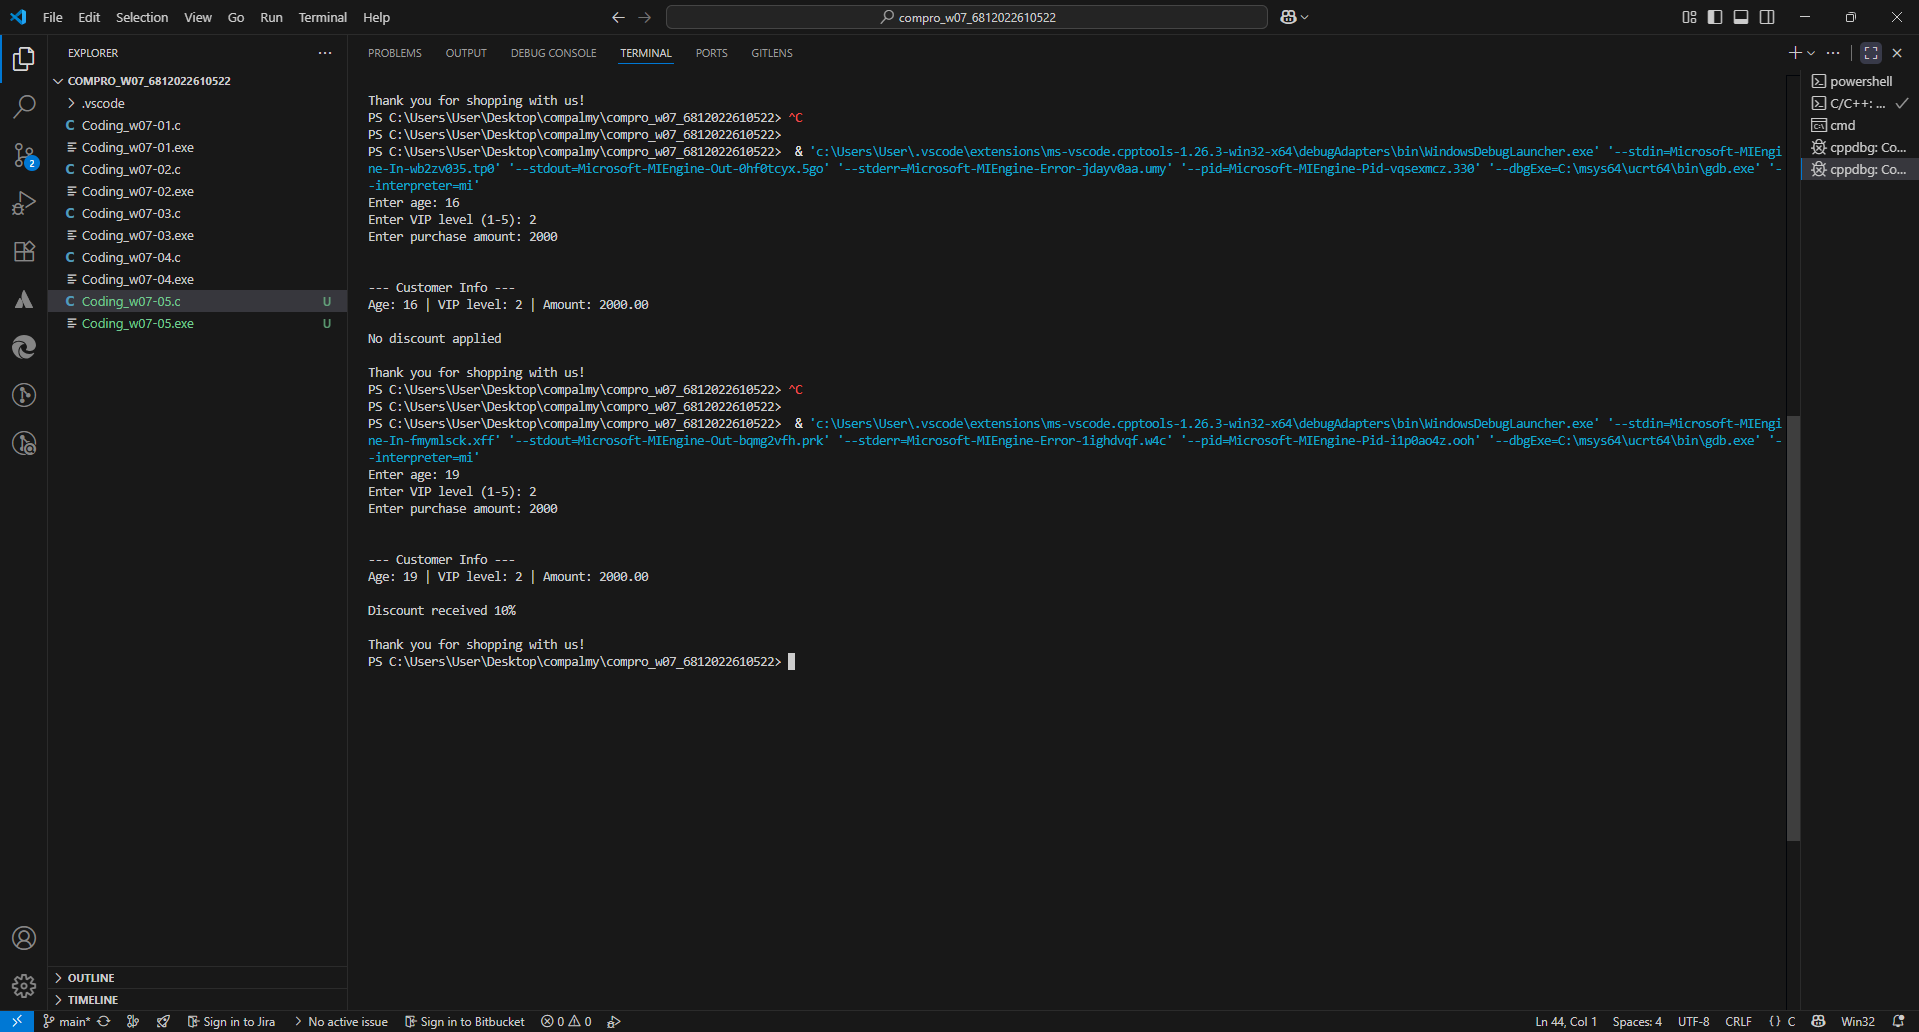 File Edit Selection View Go Run Terminal Help
compro_w07_6812022610522
EXPLORER
COMPRO_W07_6812022610522
.vscode
C Coding_w07-01.c
Coding_w07-01.exe
C Coding_w07-02.c
Coding_w07-02.exe
C Coding_w07-03.c
Coding_w07-03.exe
C Coding_w07-04.c
Coding_w07-04.exe
C Coding_w07-05.c U
Coding_w07-05.exe U
2
OUTLINE
TIMELINE
PROBLEMS OUTPUT DEBUG CONSOLE TERMINAL PORTS GITLENS
Thank you for shopping with us!
PS C:\Users\User\Desktop\compalmy\compro_w07_6812022610522> ^C
PS C:\Users\User\Desktop\compalmy\compro_w07_6812022610522>
PS C:\Users\User\Desktop\compalmy\compro_w07_6812022610522>  & 'c:\Users\User\.vscode\extensions\ms-vscode.cpptools-1.26.3-win32-x64\debugAdapters\bin\WindowsDebugLauncher.exe' '--stdin=Microsoft-MIEngi
ne-In-wb2zv035.tp0' '--stdout=Microsoft-MIEngine-Out-0hf0tcyx.5go' '--stderr=Microsoft-MIEngine-Error-jdayv0aa.umy' '--pid=Microsoft-MIEngine-Pid-vqsexmcz.330' '--dbgExe=C:\msys64\ucrt64\bin\gdb.exe' '-
-interpreter=mi'
Enter age: 16
Enter VIP level (1-5): 2
Enter purchase amount: 2000
--- Customer Info ---
Age: 16 | VIP level: 2 | Amount: 2000.00
No discount applied
Thank you for shopping with us!
PS C:\Users\User\Desktop\compalmy\compro_w07_6812022610522> ^C
PS C:\Users\User\Desktop\compalmy\compro_w07_6812022610522>
PS C:\Users\User\Desktop\compalmy\compro_w07_6812022610522>  & 'c:\Users\User\.vscode\extensions\ms-vscode.cpptools-1.26.3-win32-x64\debugAdapters\bin\WindowsDebugLauncher.exe' '--stdin=Microsoft-MIEngi
ne-In-fmymlsck.xff' '--stdout=Microsoft-MIEngine-Out-bqmg2vfh.prk' '--stderr=Microsoft-MIEngine-Error-1ighdvqf.w4c' '--pid=Microsoft-MIEngine-Pid-i1p0ao4z.ooh' '--dbgExe=C:\msys64\ucrt64\bin\gdb.exe' '-
-interpreter=mi'
Enter age: 19
Enter VIP level (1-5): 2
Enter purchase amount: 2000
--- Customer Info ---
Age: 19 | VIP level: 2 | Amount: 2000.00
Discount received 10%
Thank you for shopping with us!
PS C:\Users\User\Desktop\compalmy\compro_w07_6812022610522>
powershell
C/C++: ...
cmd
cppdbg: Co...
cppdbg: Co...
main* Sign in to Jira No active issue Sign in to Bitbucket 0 0 Ln 44, Col 1 Spaces: 4 UTF-8 CRLF {} C Win32